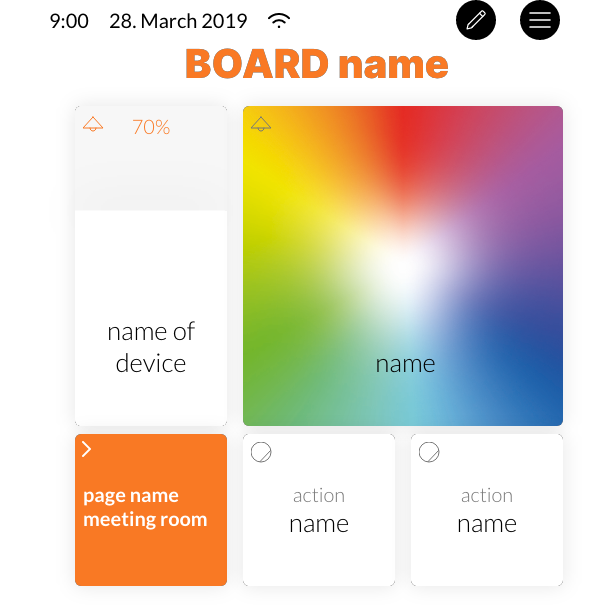 9:00 28. March 2019
BOARD name
70%
name of
device
name
page name
meeting room
action
name
action
name